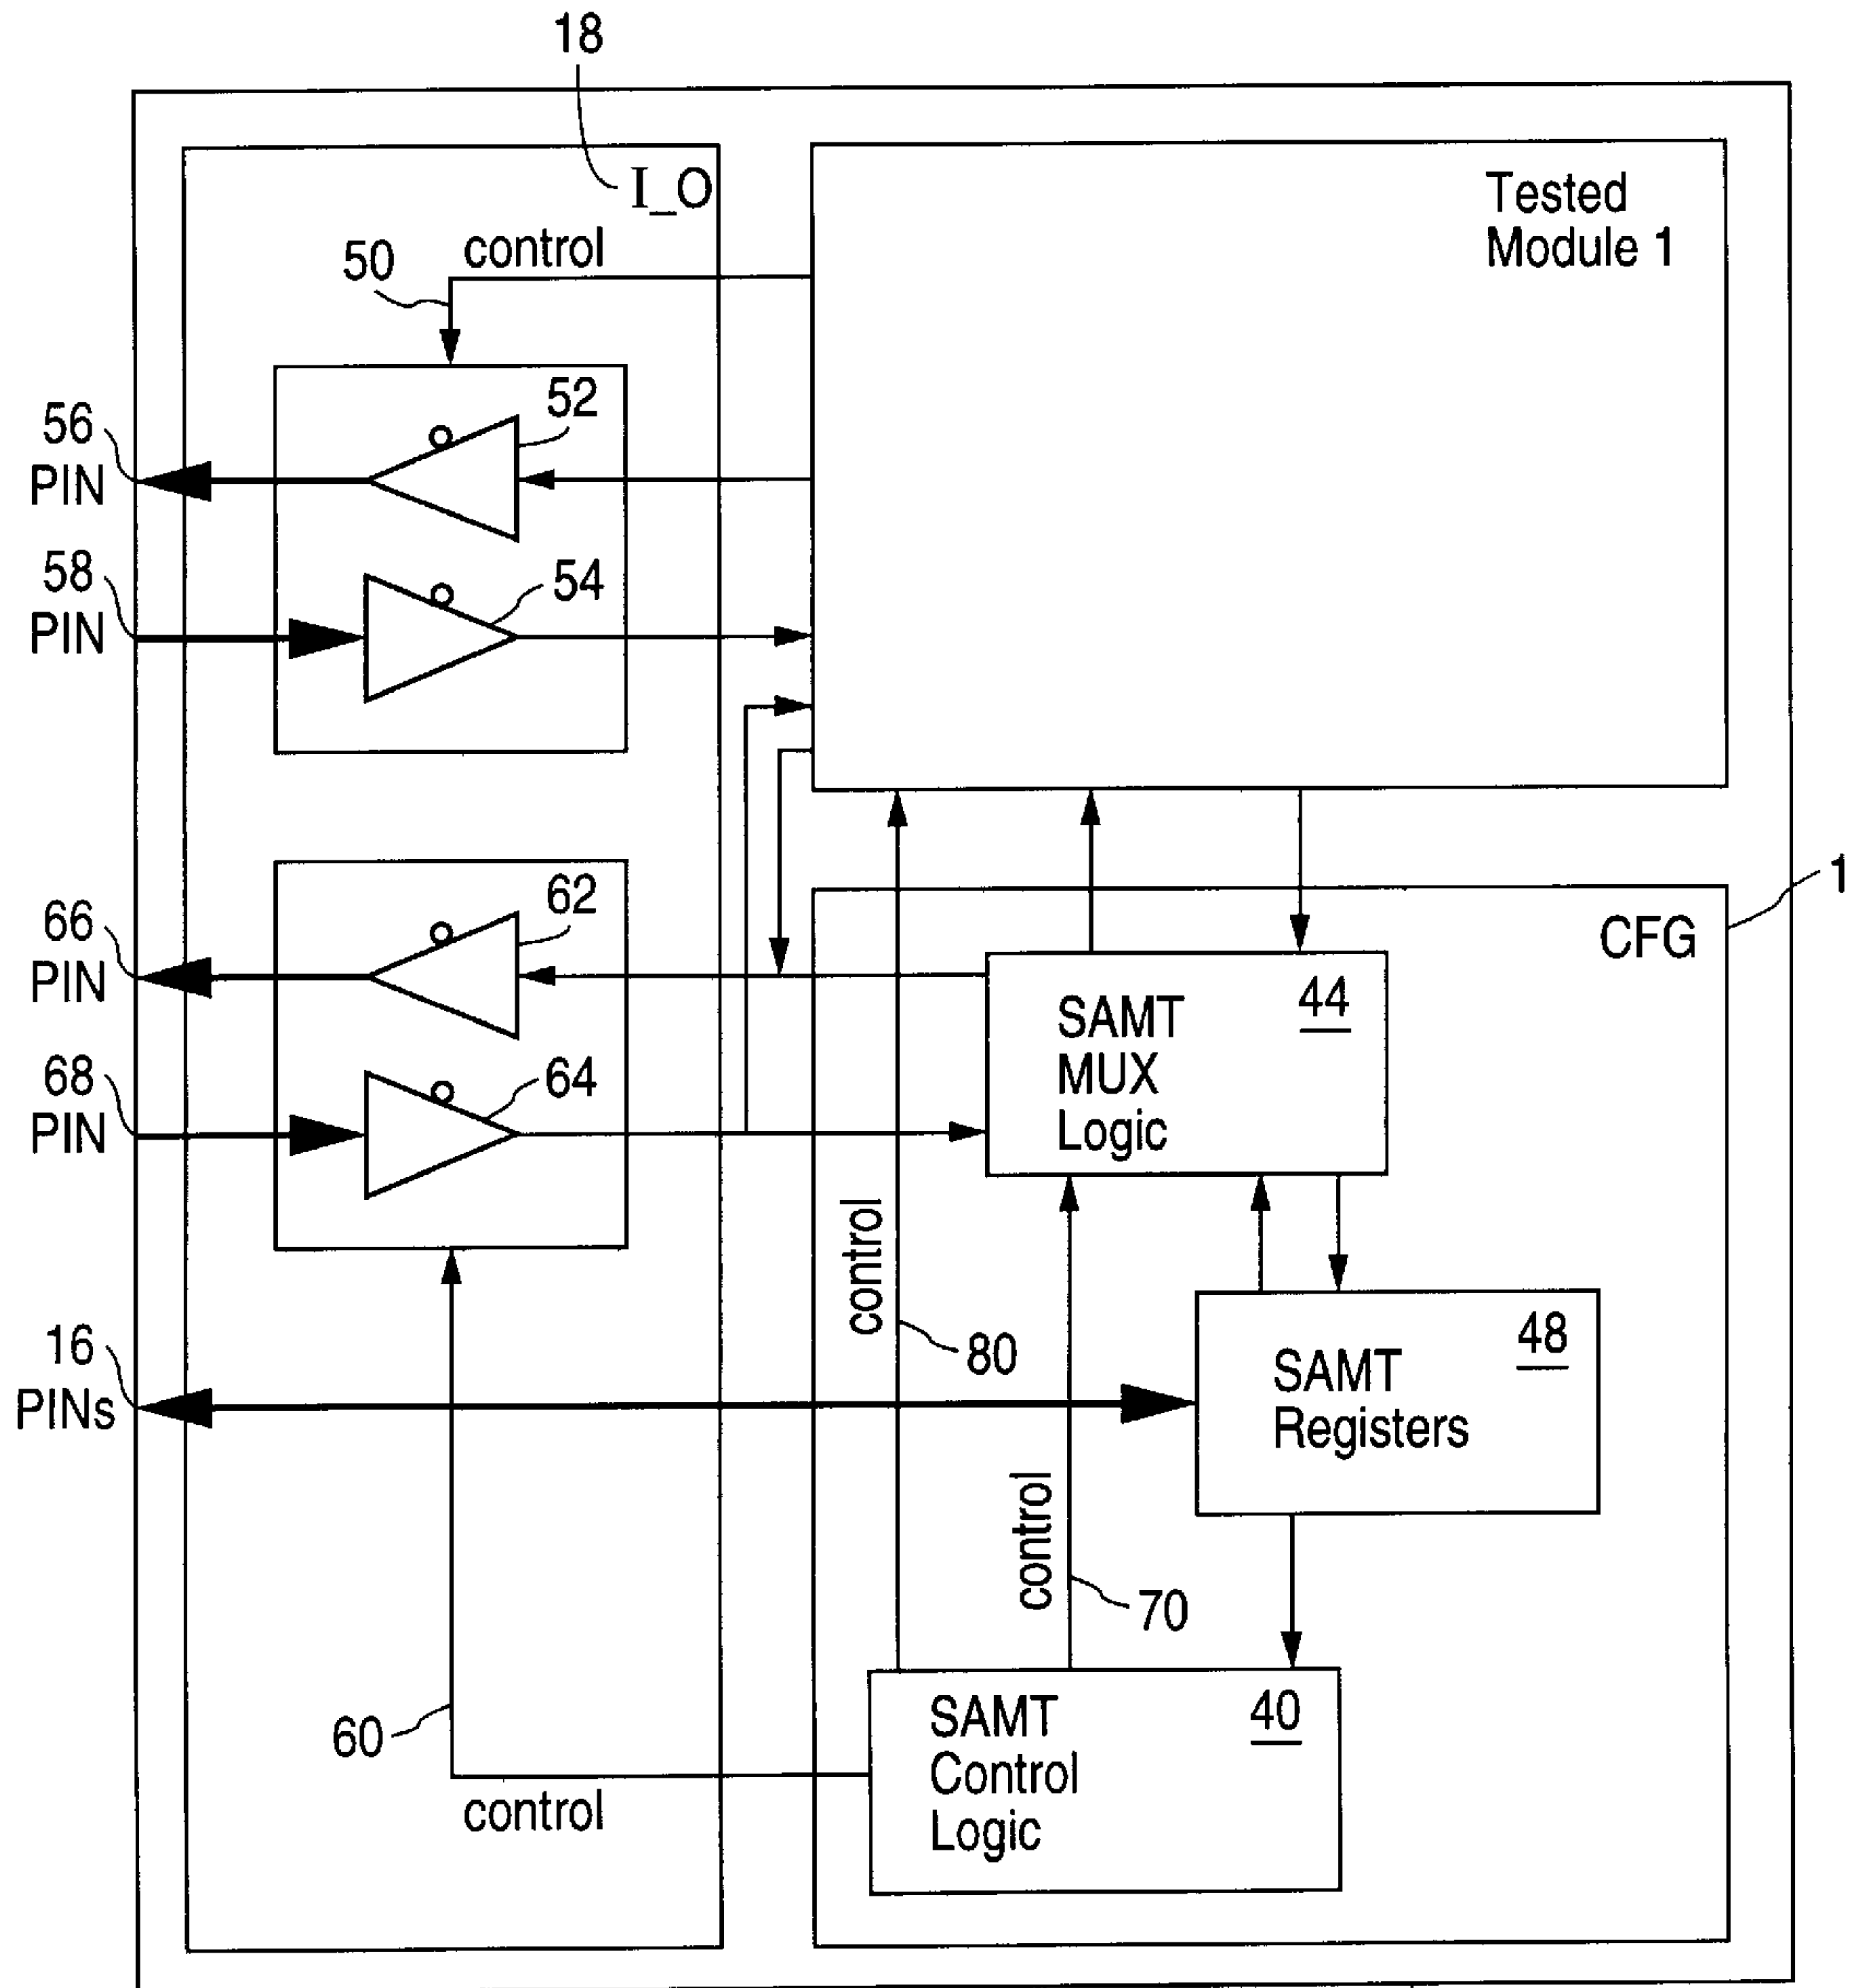 18
I_O
Tested
Module 1
50
control
52
56
PIN
54
58
PIN
1
CFG
62
66
PIN
44
SAMT
MUX
Logic
64
68
PIN
control
80
48
SAMT
Registers
16
PINs
control
70
60
control
40
SAMT
Control
Logic